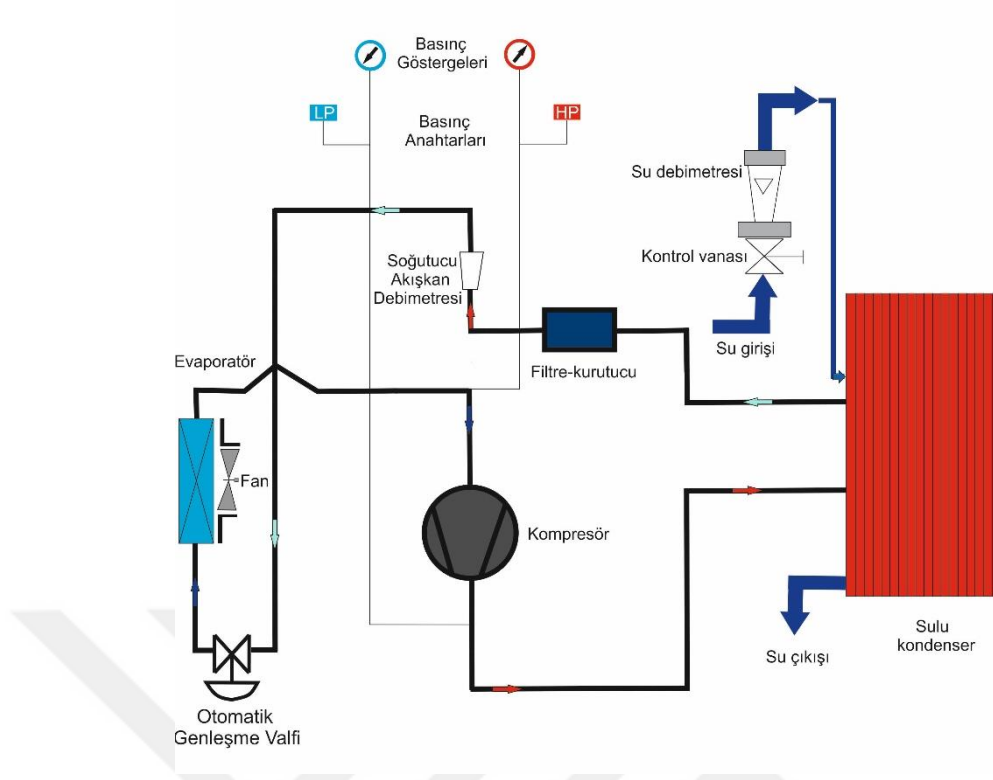 Basınç
Göstergeleri
LP
Basınç
Anahtarları
HP
Su debimetresi
Soğutucu
Akışkan
Debimetresi
Kontrol vanası
Su girişi
Evaporatör
Filtre-kurutucu
Fan
Kompresör
Su çıkışı
Sulu
kondenser
Otomatik
Genleşme Valfi